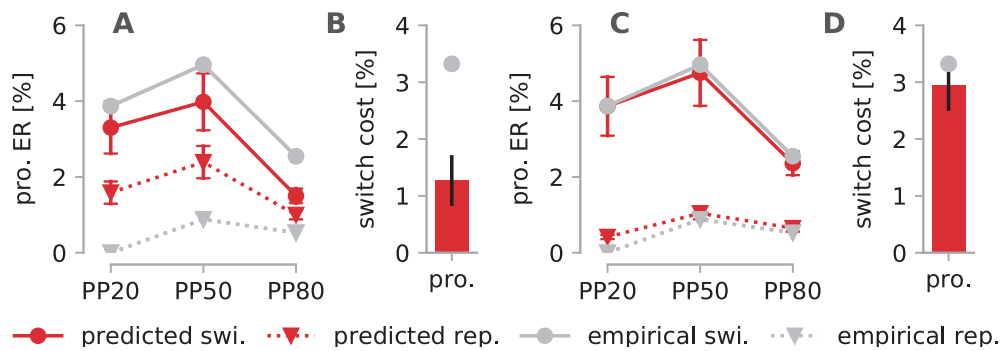 A
B
C
D
pro. ER [%]
6
4
2
0
PP20
PP50
PP80
switch cost [%]
4
3
2
1
0
pro.
pro. ER [%]
6
4
2
0
PP20
PP50
PP80
switch cost [%]
4
3
2
1
0
pro.
predicted swi.
predicted rep.
empirical swi.
empirical rep.